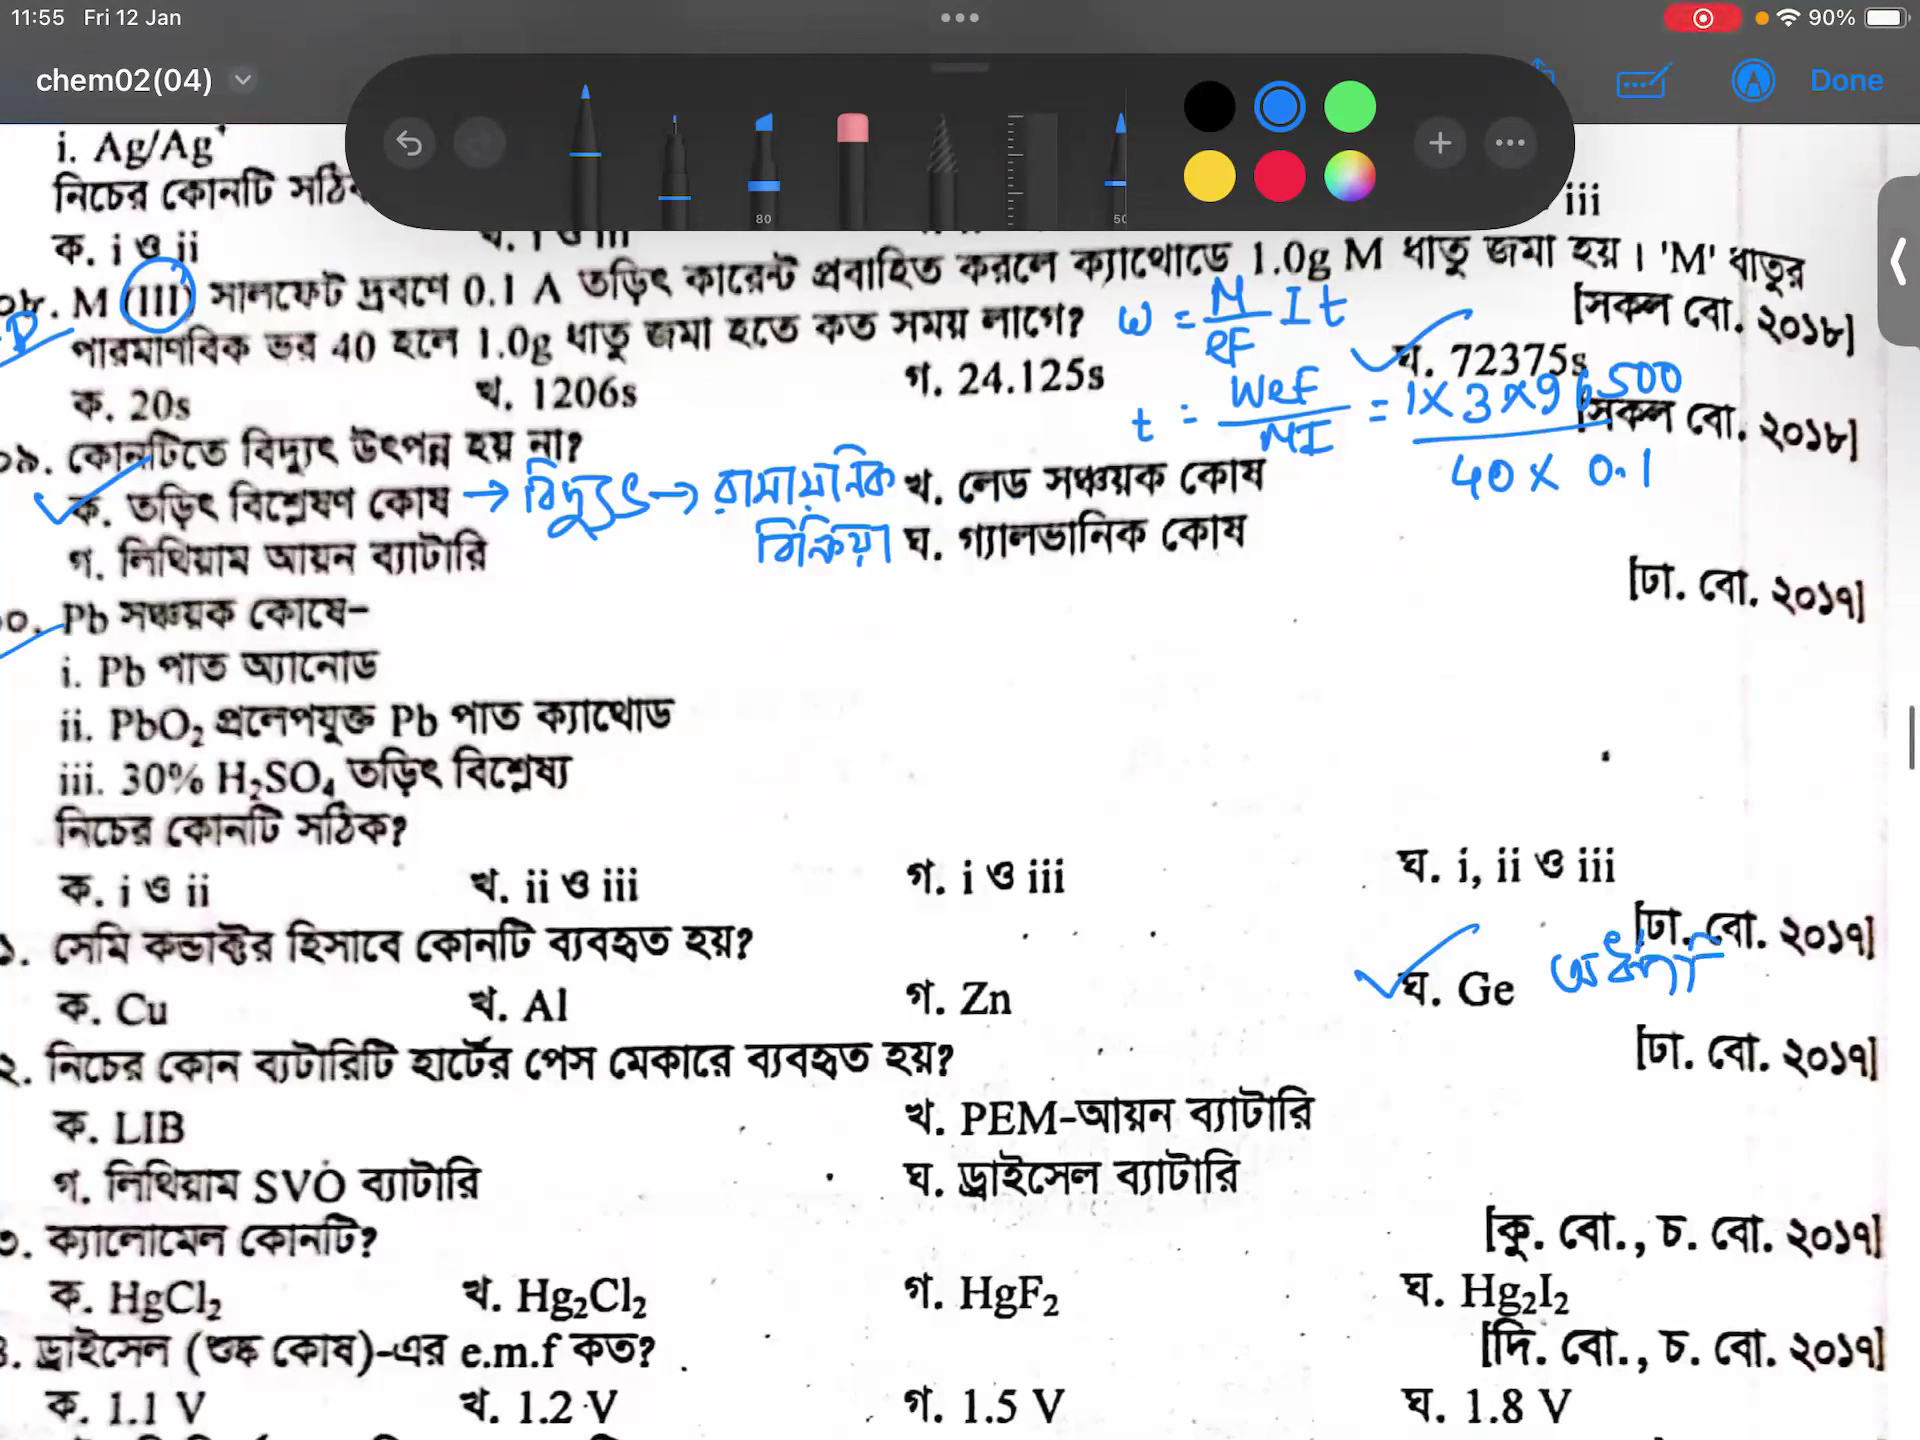 11:55 Fri 12 Jan
90%
chem02(04)
Done
80
50
i. Ag/Ag⁺
নিচের কোনটি সঠিক
iii
ক. i ও ii
খ. i ও iii
০৮. M (III) সালফেট দ্রবণে 0.1 A তড়িৎ কারেন্ট প্রবাহিত করলে ক্যাথোডে 1.0g M ধাতু জমা হয়। 'M' ধাতুর
পারমাণবিক ভর 40 হলে 1.0g ধাতু জমা হতে কত সময় লাগে?
[সকল বো. ২০১৮]
ω = M/eF It
ক. 20s খ. 1206s গ. 24.125s ঘ. 72375s
t = WeF/MI = 1 x 3 x 96500/40 x 0.1
০৯. কোনটিতে বিদ্যুৎ উৎপন্ন হয় না?
[সকল বো. ২০১৮]
ক. তড়িৎ বিশ্লেষণ কোষ → বিদ্যুৎ → রাসায়নিক বিক্রিয়া খ. লেড সঞ্চয়ক কোষ
গ. লিথিয়াম আয়ন ব্যাটারি ঘ. গ্যালভানিক কোষ
০. Pb সঞ্চয়ক কোষে–
[ঢা. বো. ২০১৭]
i. Pb পাত অ্যানোড
ii. PbO₂ প্রলেপযুক্ত Pb পাত ক্যাথোড
iii. 30% H₂SO₄ তড়িৎ বিশ্লেষ্য
নিচের কোনটি সঠিক?
ক. i ও ii খ. ii ও iii গ. i ও iii ঘ. i, ii ও iii
১. সেমি কন্ডাক্টর হিসাবে কোনটি ব্যবহৃত হয়?
[ঢা. বো. ২০১৭]
ক. Cu খ. Al গ. Zn ঘ. Ge
২. নিচের কোন ব্যটারিটি হার্টের পেস মেকারে ব্যবহৃত হয়?
[ঢা. বো. ২০১৭]
ক. LIB খ. PEM-আয়ন ব্যাটারি
গ. লিথিয়াম SVO ব্যাটারি ঘ. ড্রাইসেল ব্যাটারি
৩. ক্যালোমেল কোনটি?
[কু. বো., চ. বো. ২০১৭]
ক. HgCl₂ খ. Hg₂Cl₂ গ. HgF₂ ঘ. Hg₂I₂
৪. ড্রাইসেল (শুষ্ক কোষ)-এর e.m.f কত?
[দি. বো., চ. বো. ২০১৭]
ক. 1.1 V খ. 1.2 V গ. 1.5 V ঘ. 1.8 V